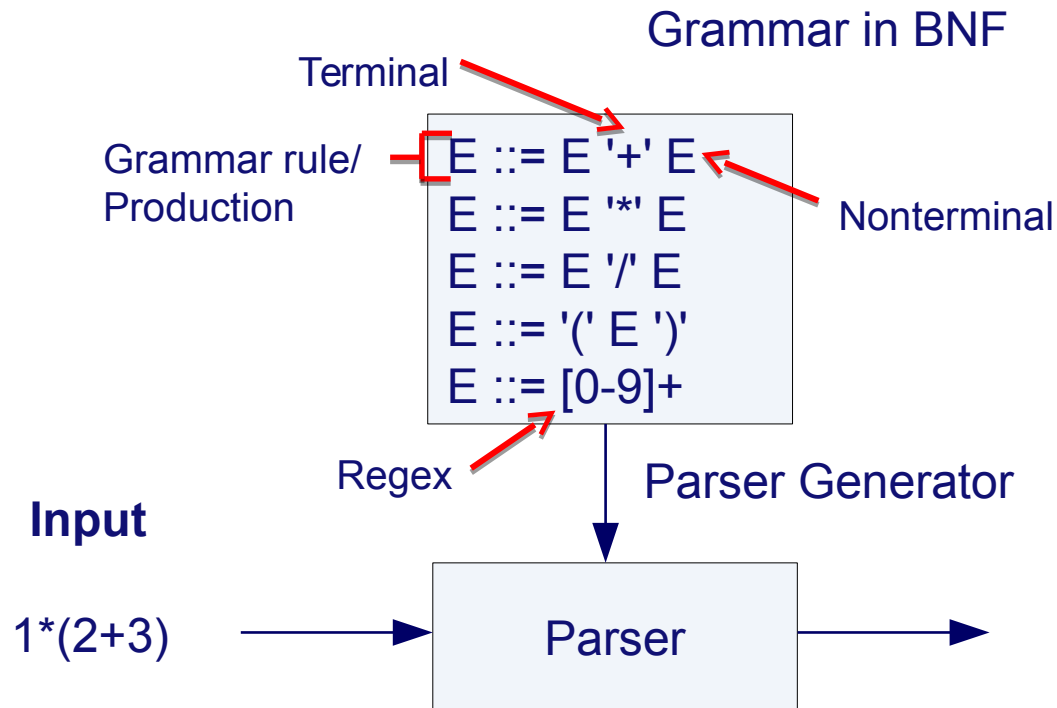 Grammar in BNF
Terminal
Grammar rule/
Production
E ::= E '+' E
E ::= E '*' E
E ::= E '/' E
E ::= '(' E ')'
E ::= [0-9]+
Nonterminal
Regex
Parser Generator
Input
1*(2+3)
Parser